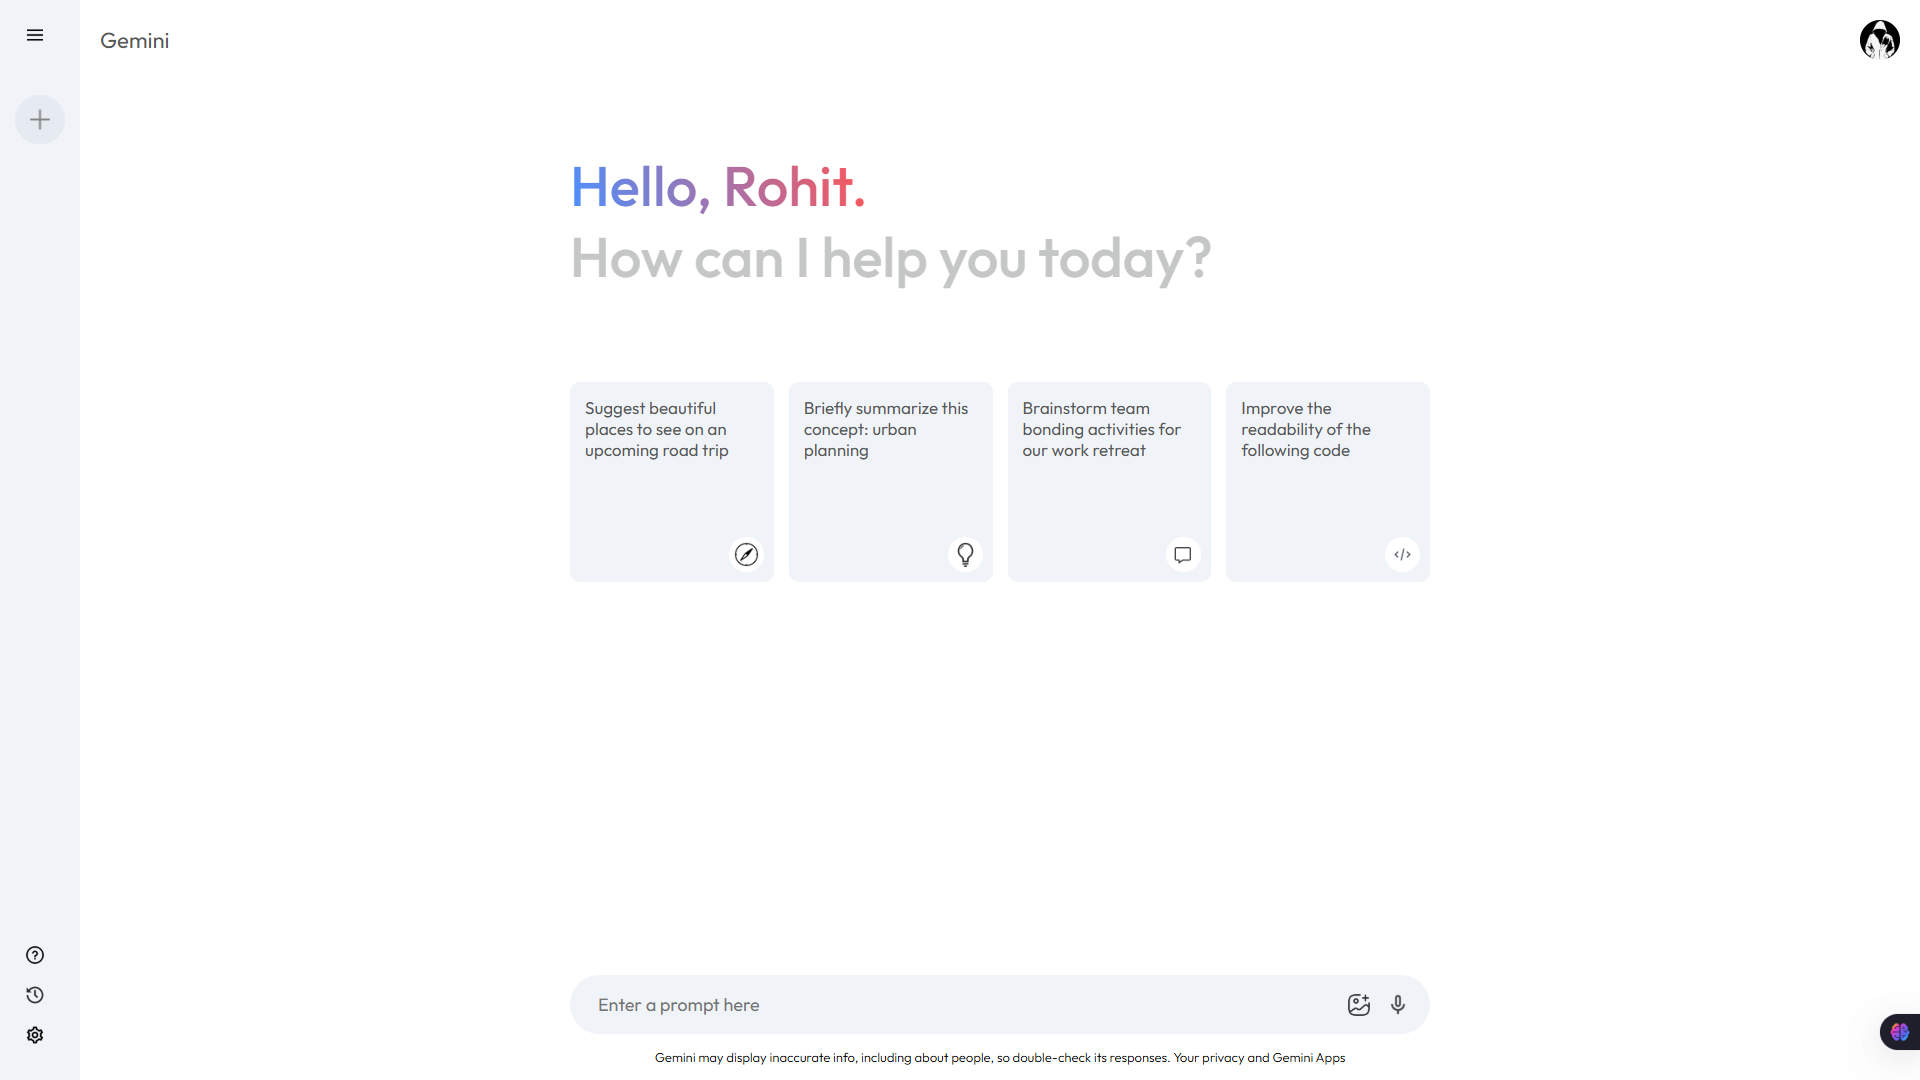 Gemini
Hello, Rohit.
How can I help you today?
Suggest beautiful
places to see on an
upcoming road trip
Briefly summarize this
concept: urban
planning
Brainstorm team
bonding activities for
our work retreat
Improve the
readability of the
following code
Enter a prompt here
Gemini may display inaccurate info, including about people, so double-check its responses. Your privacy and Gemini Apps